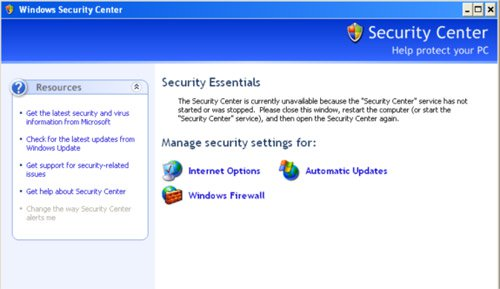 Windows Security Center
Security Center
Help protect your PC
Resources
Get the latest security and virus
information from Microsoft
Check for the latest updates from
Windows Update
Get support for security-related
issues
Get help about Security Center
Change the way Security Center
alerts me
Security Essentials
The Security Center is currently unavailable because the "Security Center" service has not
started or was stopped. Please close this window, restart the computer (or start the
"Security Center" service), and then open the Security Center again.
Manage security settings for:
Internet Options
Automatic Updates
Windows Firewall